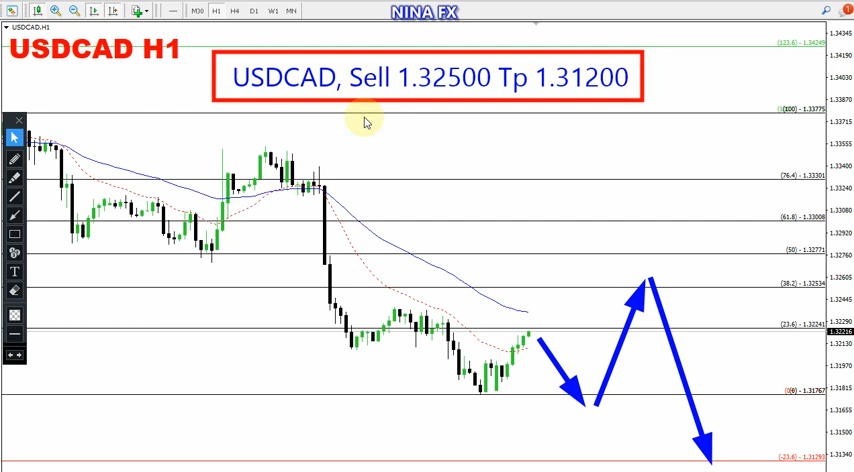 M30 H1 H4 D1 W1 MN
NINA FX
1
USDCAD.H1
USDCAD H1
USDCAD, Sell 1.32500 Tp 1.31200
(123.6) - 1.34249
(100) - 1.33775
(76.4) - 1.33301
(61.8) - 1.33008
(50) - 1.32771
(38.2) - 1.32534
(23.6) - 1.32241
(0) - 1.31767
(-23.6) - 1.31293
1.34345
1.34190
1.34030
1.33870
1.33715
1.33555
1.33400
1.33240
1.33080
1.32920
1.32760
1.32605
1.32445
1.32290
1.32216
1.32130
1.31970
1.31815
1.31655
1.31500
1.31340
T